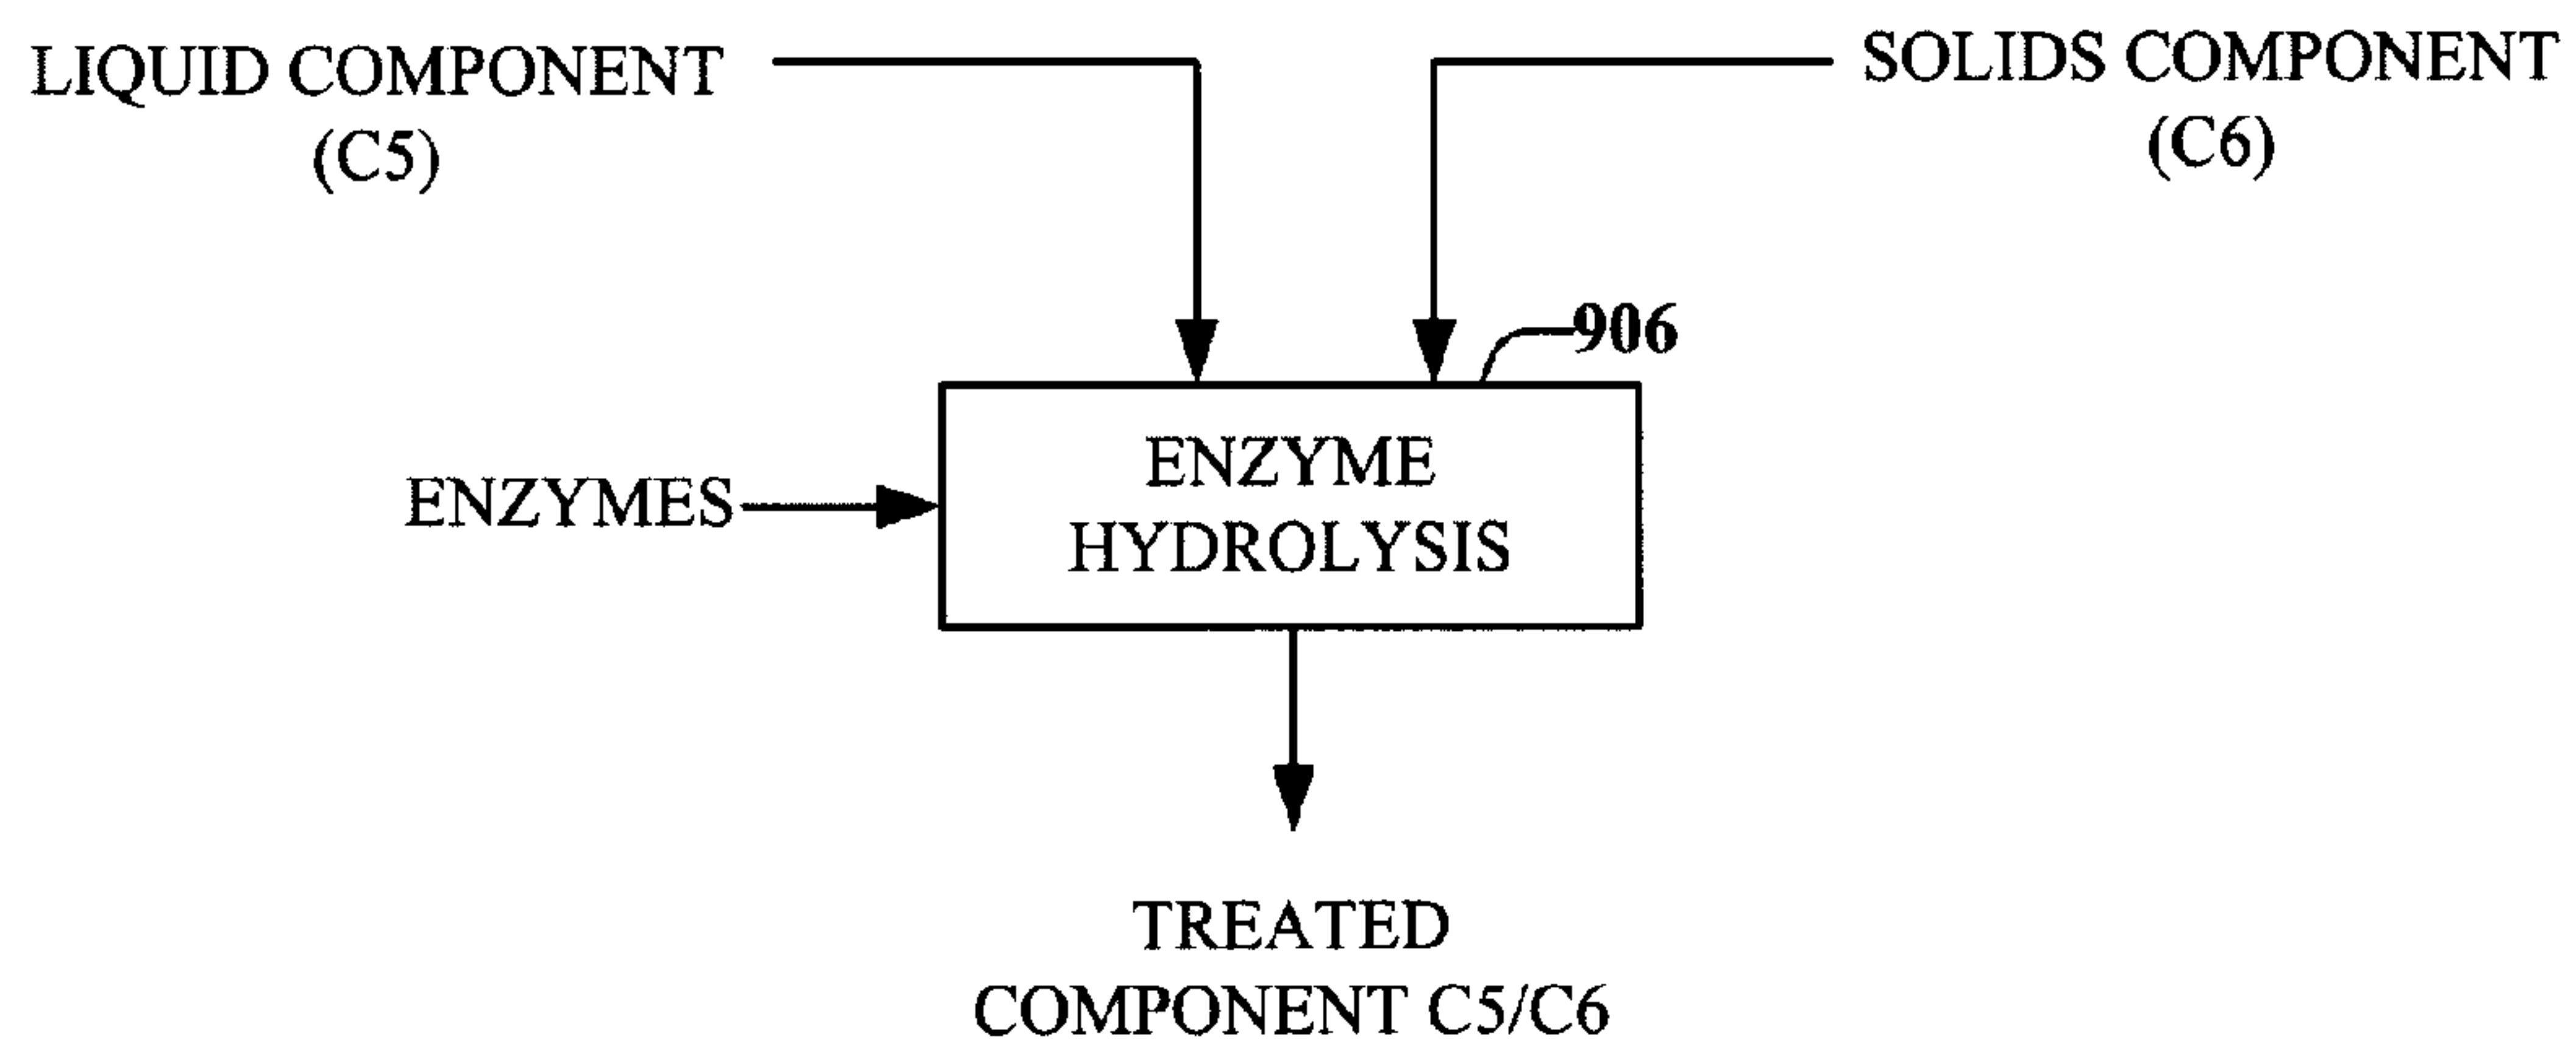 LIQUID COMPONENT
(C5)
SOLIDS COMPONENT
(C6)
906
ENZYMES
ENZYME
HYDROLYSIS
TREATED
COMPONENT C5/C6